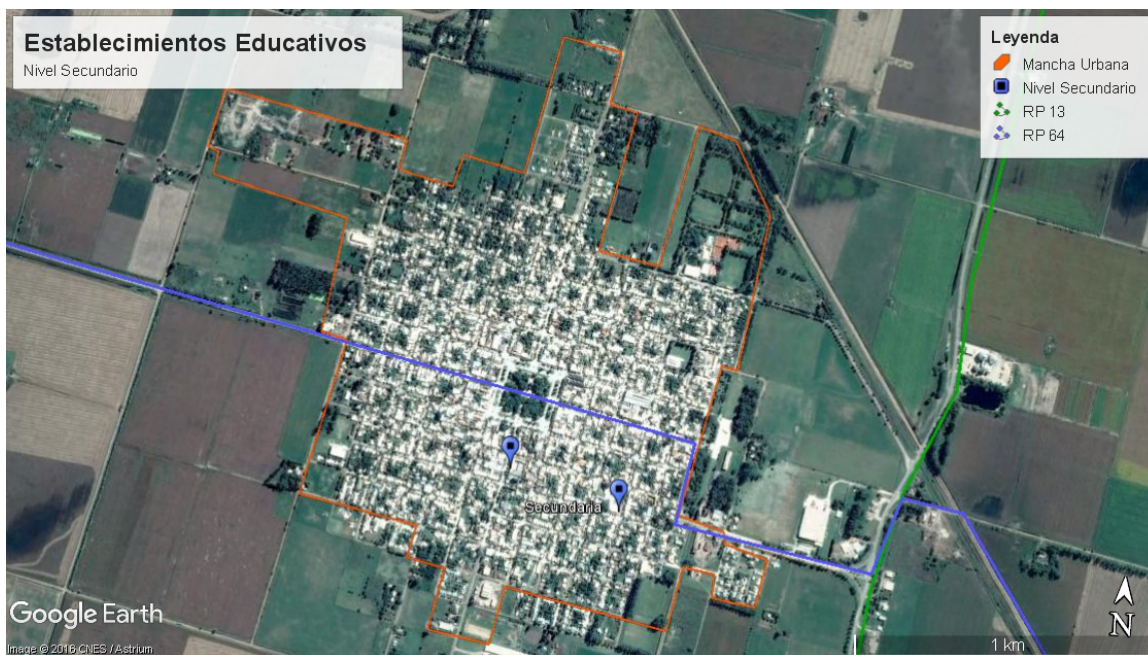 Establecimientos Educativos
Nivel Secundario
Leyenda
Mancha Urbana
Nivel Secundario
RP 13
RP 64
Secundaria
Google Earth
Image © 2016 CNES / Astrium
N
1 km